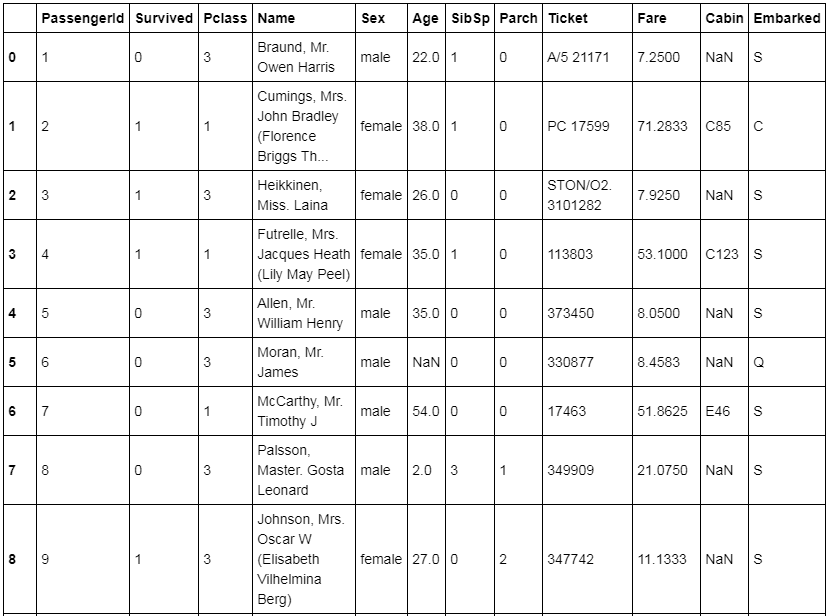 PassengerId Survived Pclass Name Sex Age SibSp Parch Ticket Fare Cabin Embarked
0 1 0 3 Braund, Mr. Owen Harris male 22.0 1 0 A/5 21171 7.2500 NaN S
1 2 1 1 Cumings, Mrs. John Bradley (Florence Briggs Th... female 38.0 1 0 PC 17599 71.2833 C85 C
2 3 1 3 Heikkinen, Miss. Laina female 26.0 0 0 STON/O2. 3101282 7.9250 NaN S
3 4 1 1 Futrelle, Mrs. Jacques Heath (Lily May Peel) female 35.0 1 0 113803 53.1000 C123 S
4 5 0 3 Allen, Mr. William Henry male 35.0 0 0 373450 8.0500 NaN S
5 6 0 3 Moran, Mr. James male NaN 0 0 330877 8.4583 NaN Q
6 7 0 1 McCarthy, Mr. Timothy J male 54.0 0 0 17463 51.8625 E46 S
7 8 0 3 Palsson, Master. Gosta Leonard male 2.0 3 1 349909 21.0750 NaN S
8 9 1 3 Johnson, Mrs. Oscar W (Elisabeth Vilhelmina Berg) female 27.0 0 2 347742 11.1333 NaN S